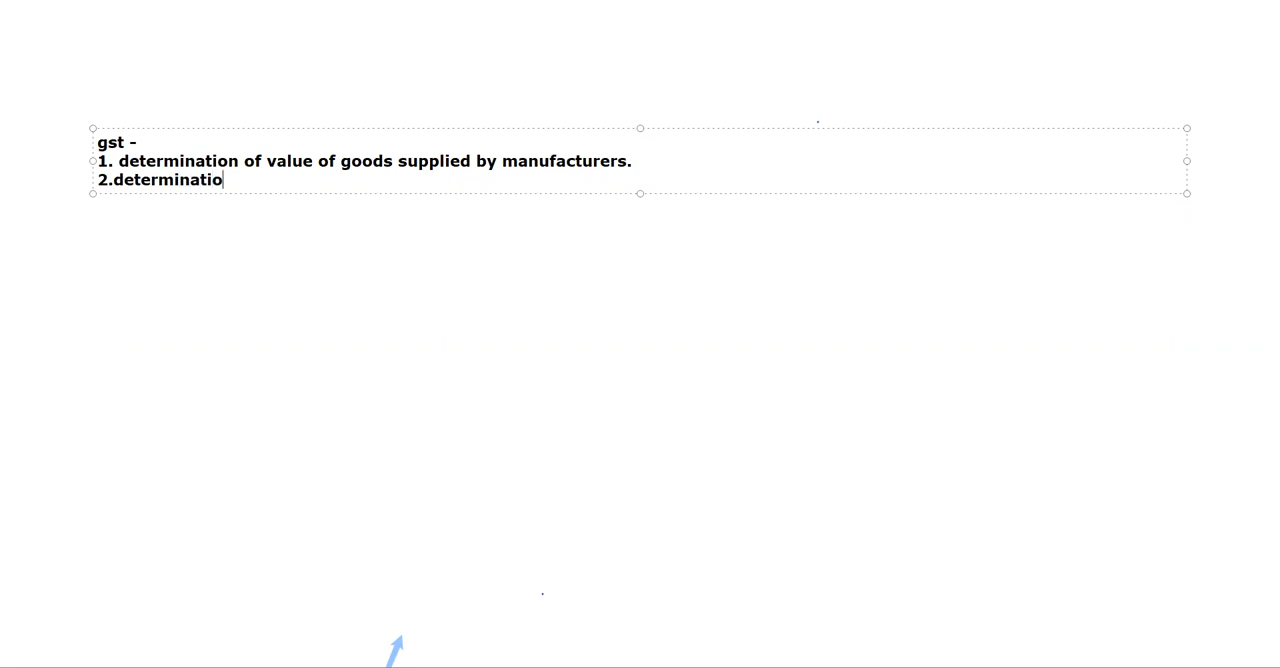 gst -
1. determination of value of goods supplied by manufacturers.
2.determinatio